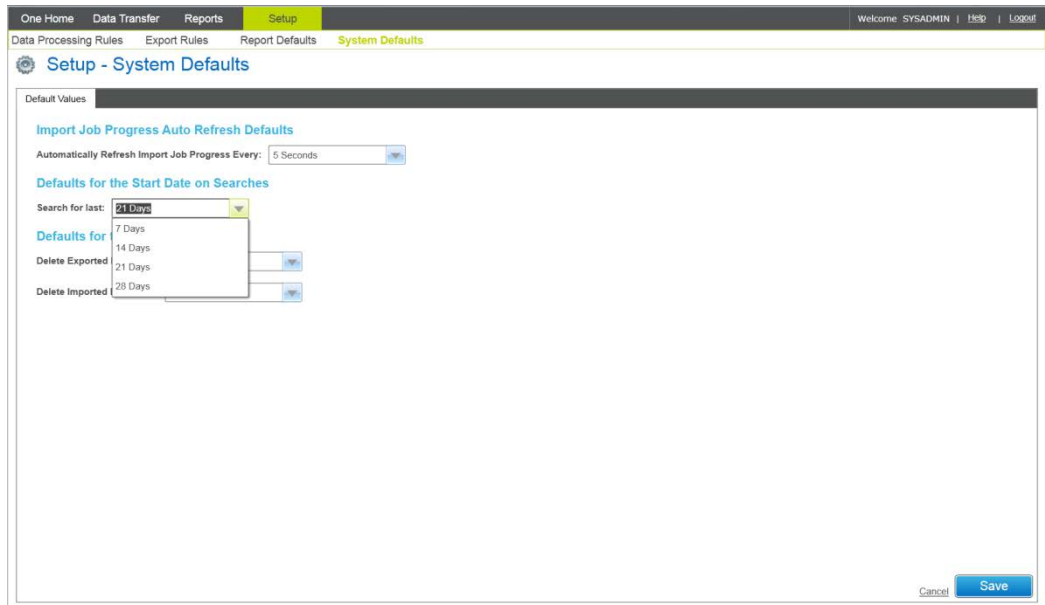 One Home Data Transfer Reports Setup Welcome SYSADMIN | Help | Logout
Data Processing Rules Export Rules Report Defaults System Defaults
Setup - System Defaults
Default Values
Import Job Progress Auto Refresh Defaults
Automatically Refresh Import Job Progress Every: 5 Seconds
Defaults for the Start Date on Searches
Search for last: 21 Days
7 Days
Defaults for
14 Days
Delete Exported
21 Days
28 Days
Delete Imported
Cancel Save